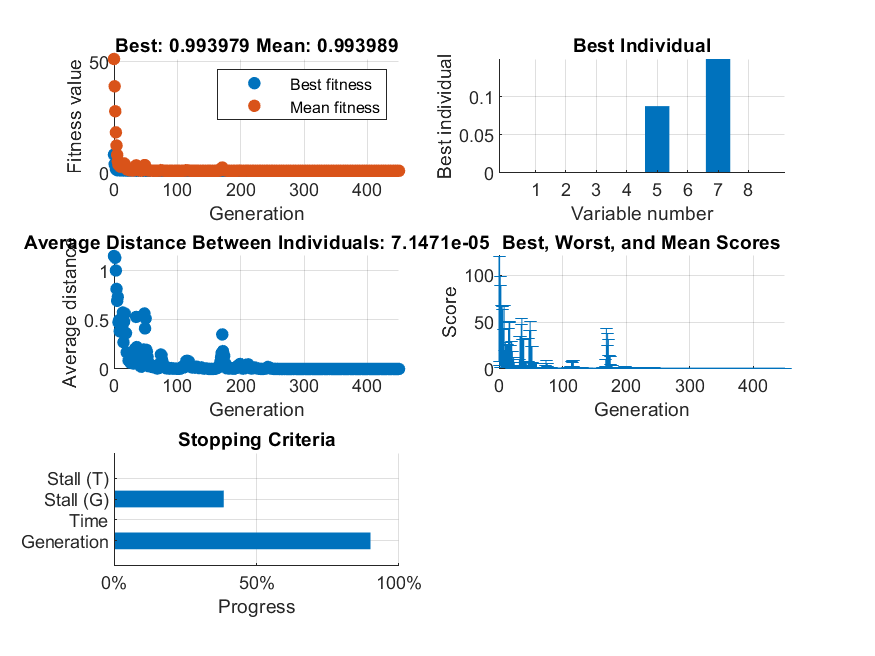 Best: 0.993979 Mean: 0.993989
50
0
Fitness value
Best fitness
Mean fitness
0 100 200 300 400
Generation
Best Individual
0.1
0.05
0
Best individual
1 2 3 4 5 6 7 8
Variable number
Average Distance Between Individuals: 7.1471e-05
1
0.5
0
Average distance
0 100 200 300 400
Generation
Best, Worst, and Mean Scores
100
50
0
Score
0 100 200 300 400
Generation
Stopping Criteria
Stall (T)
Stall (G)
Time
Generation
0% 50% 100%
Progress